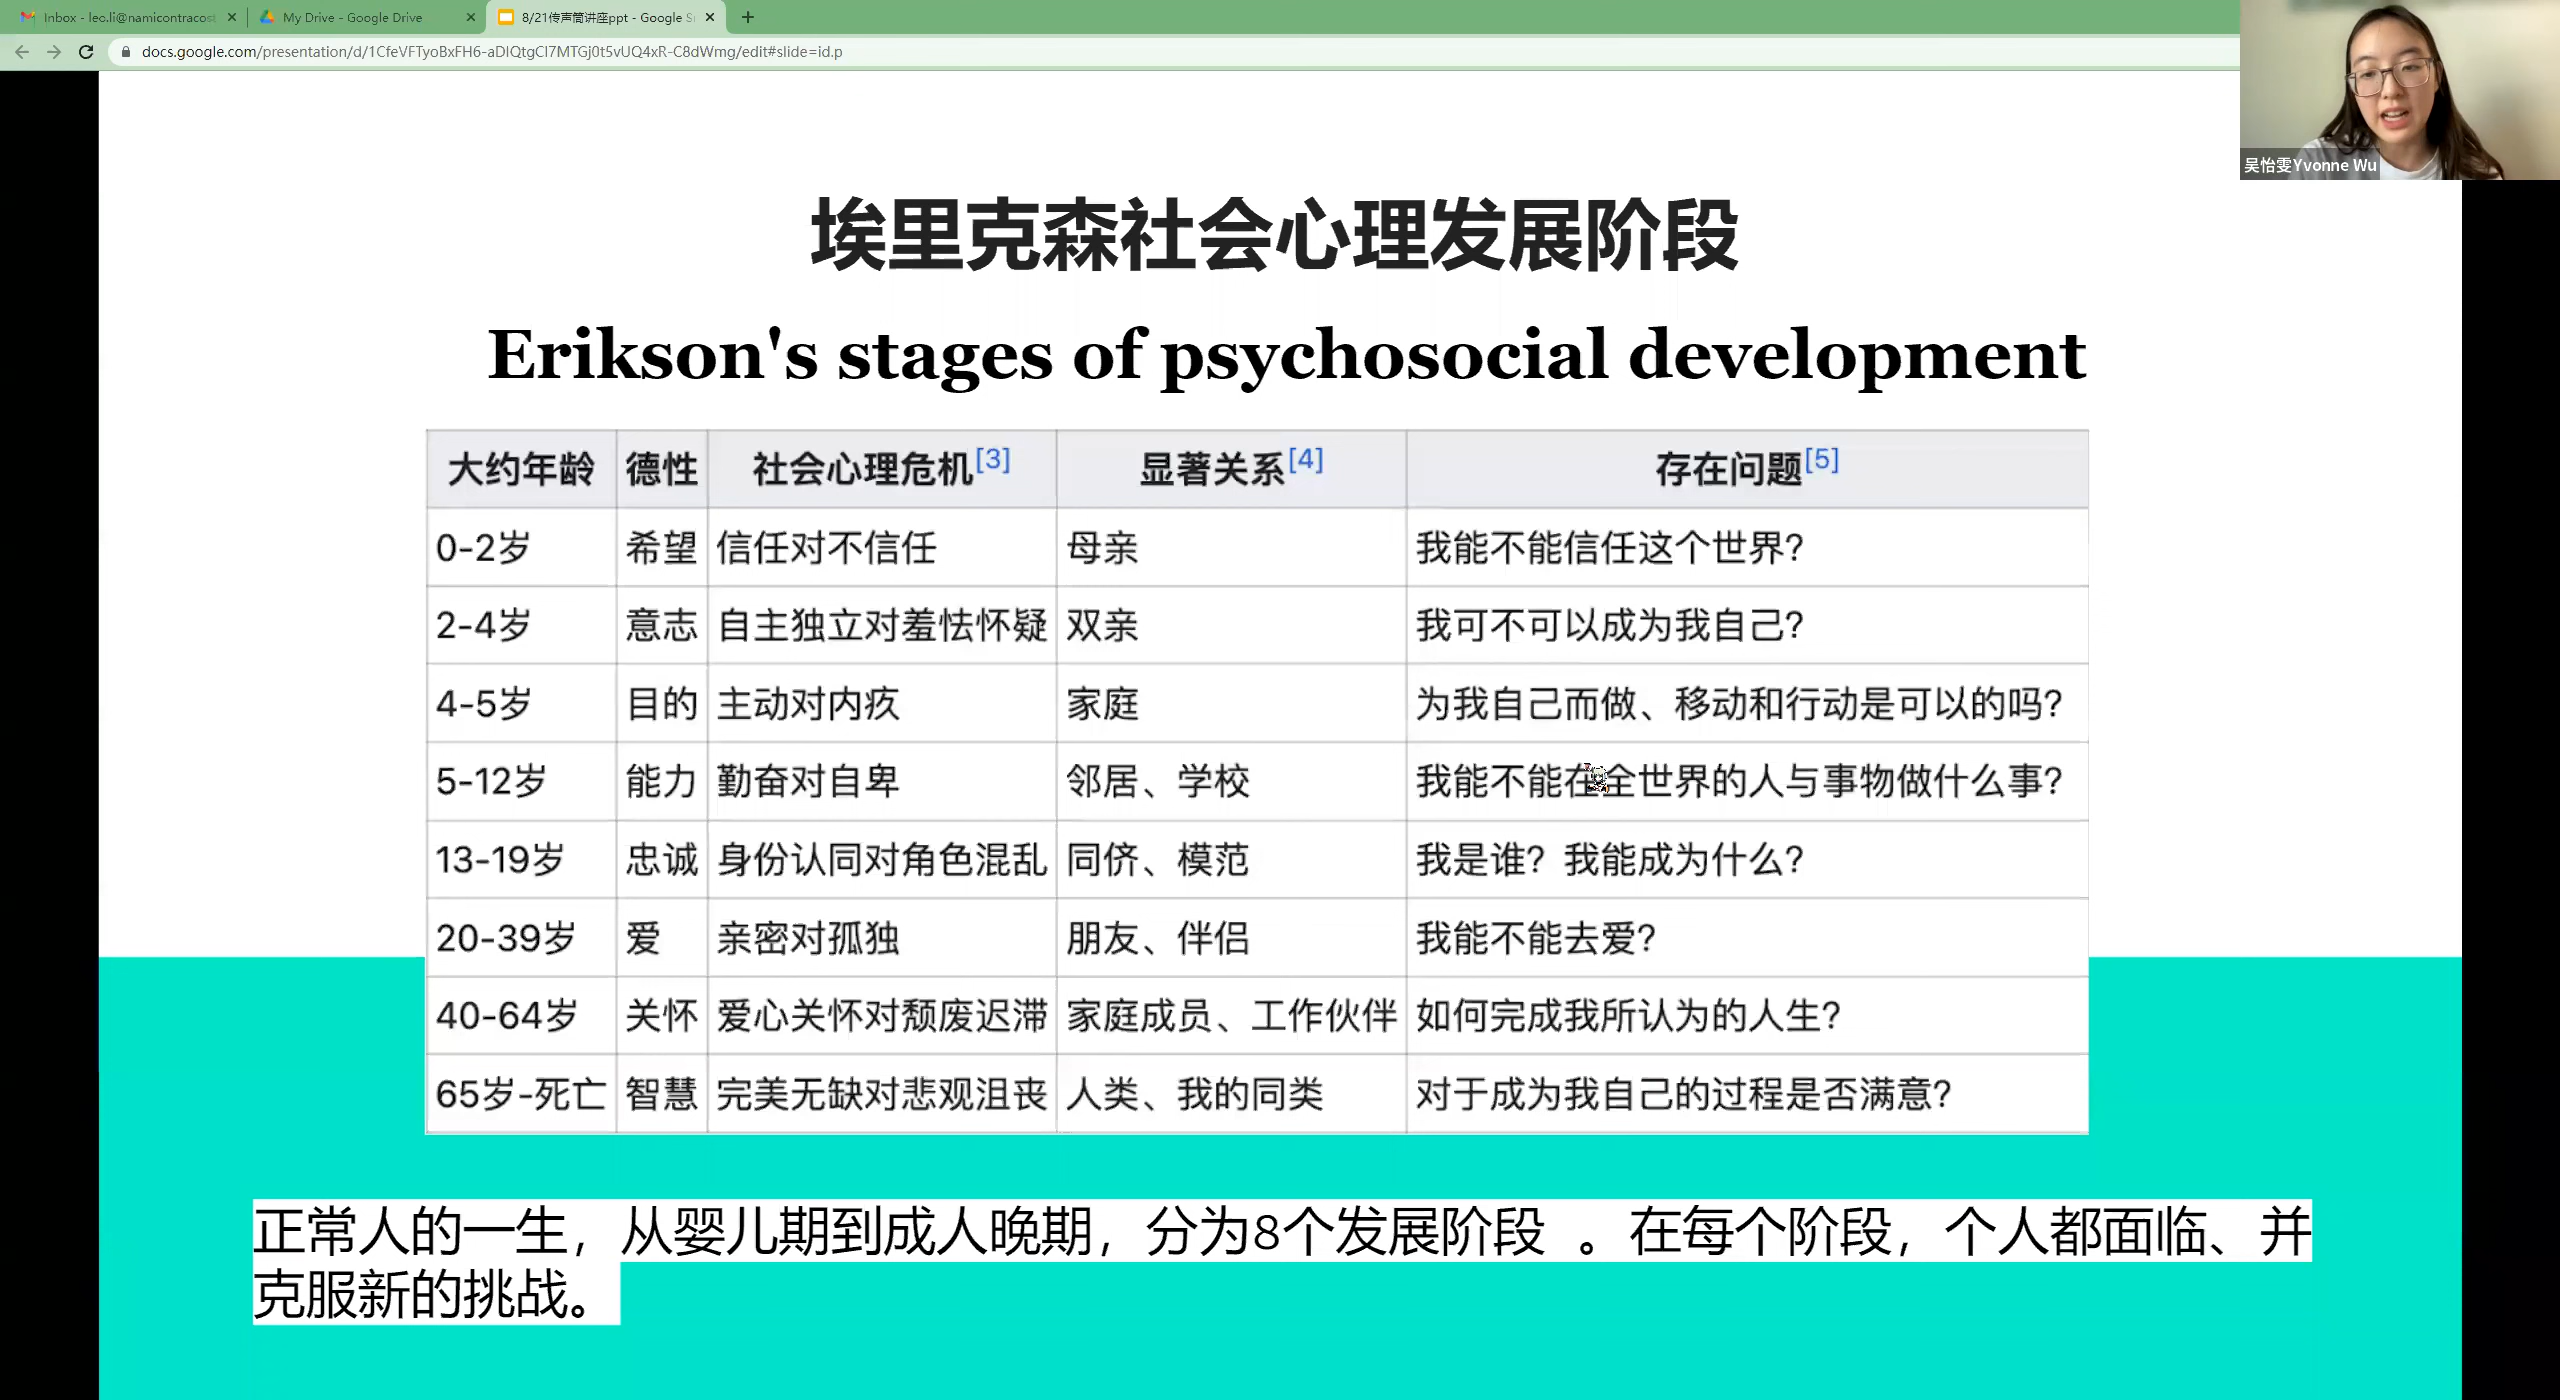 Inbox - leo.li@namicontracost
My Drive - Google Drive
8/21传声筒讲座ppt - Google S
docs.google.com/presentation/d/1CfeVFTyoBxFH6-aDIQtgCl7MTGj0t5vUQ4xR-C8dWmg/edit#slide=id.p
吴怡雯Yvonne Wu
埃里克森社会心理发展阶段
Erikson's stages of psychosocial development
大约年龄 德性 社会心理危机[3] 显著关系[4] 存在问题[5]
0-2岁 希望 信任对不信任 母亲 我能不能信任这个世界?
2-4岁 意志 自主独立对羞怯怀疑 双亲 我可不可以成为我自己?
4-5岁 目的 主动对内疚 家庭 为我自己而做、移动和行动是可以的吗?
5-12岁 能力 勤奋对自卑 邻居、学校 我能不能在全世界的人与事物做什么事?
13-19岁 忠诚 身份认同对角色混乱 同侪、模范 我是谁? 我能成为什么?
20-39岁 爱 亲密对孤独 朋友、伴侣 我能不能去爱?
40-64岁 关怀 爱心关怀对颓废迟滞 家庭成员、工作伙伴 如何完成我所认为的人生?
65岁-死亡 智慧 完美无缺对悲观沮丧 人类、我的同类 对于成为我自己的过程是否满意?
正常人的一生，从婴儿期到成人晚期，分为8个发展阶段 。在每个阶段，个人都面临、并
克服新的挑战。